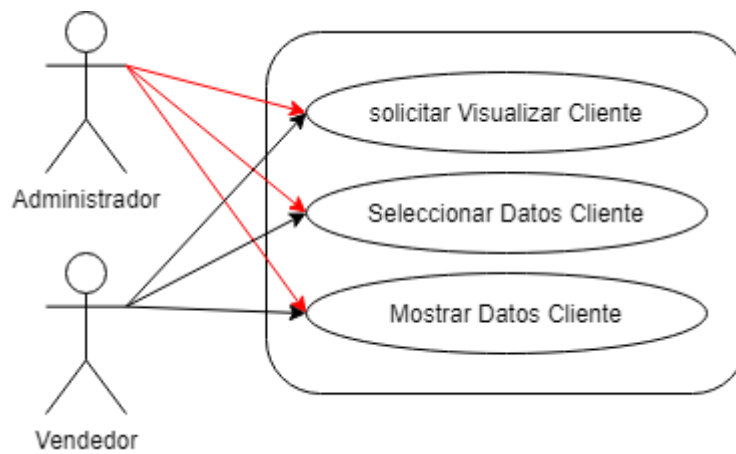 solicitar Visualizar Cliente
Administrador
Seleccionar Datos Cliente
Mostrar Datos Cliente
Vendedor